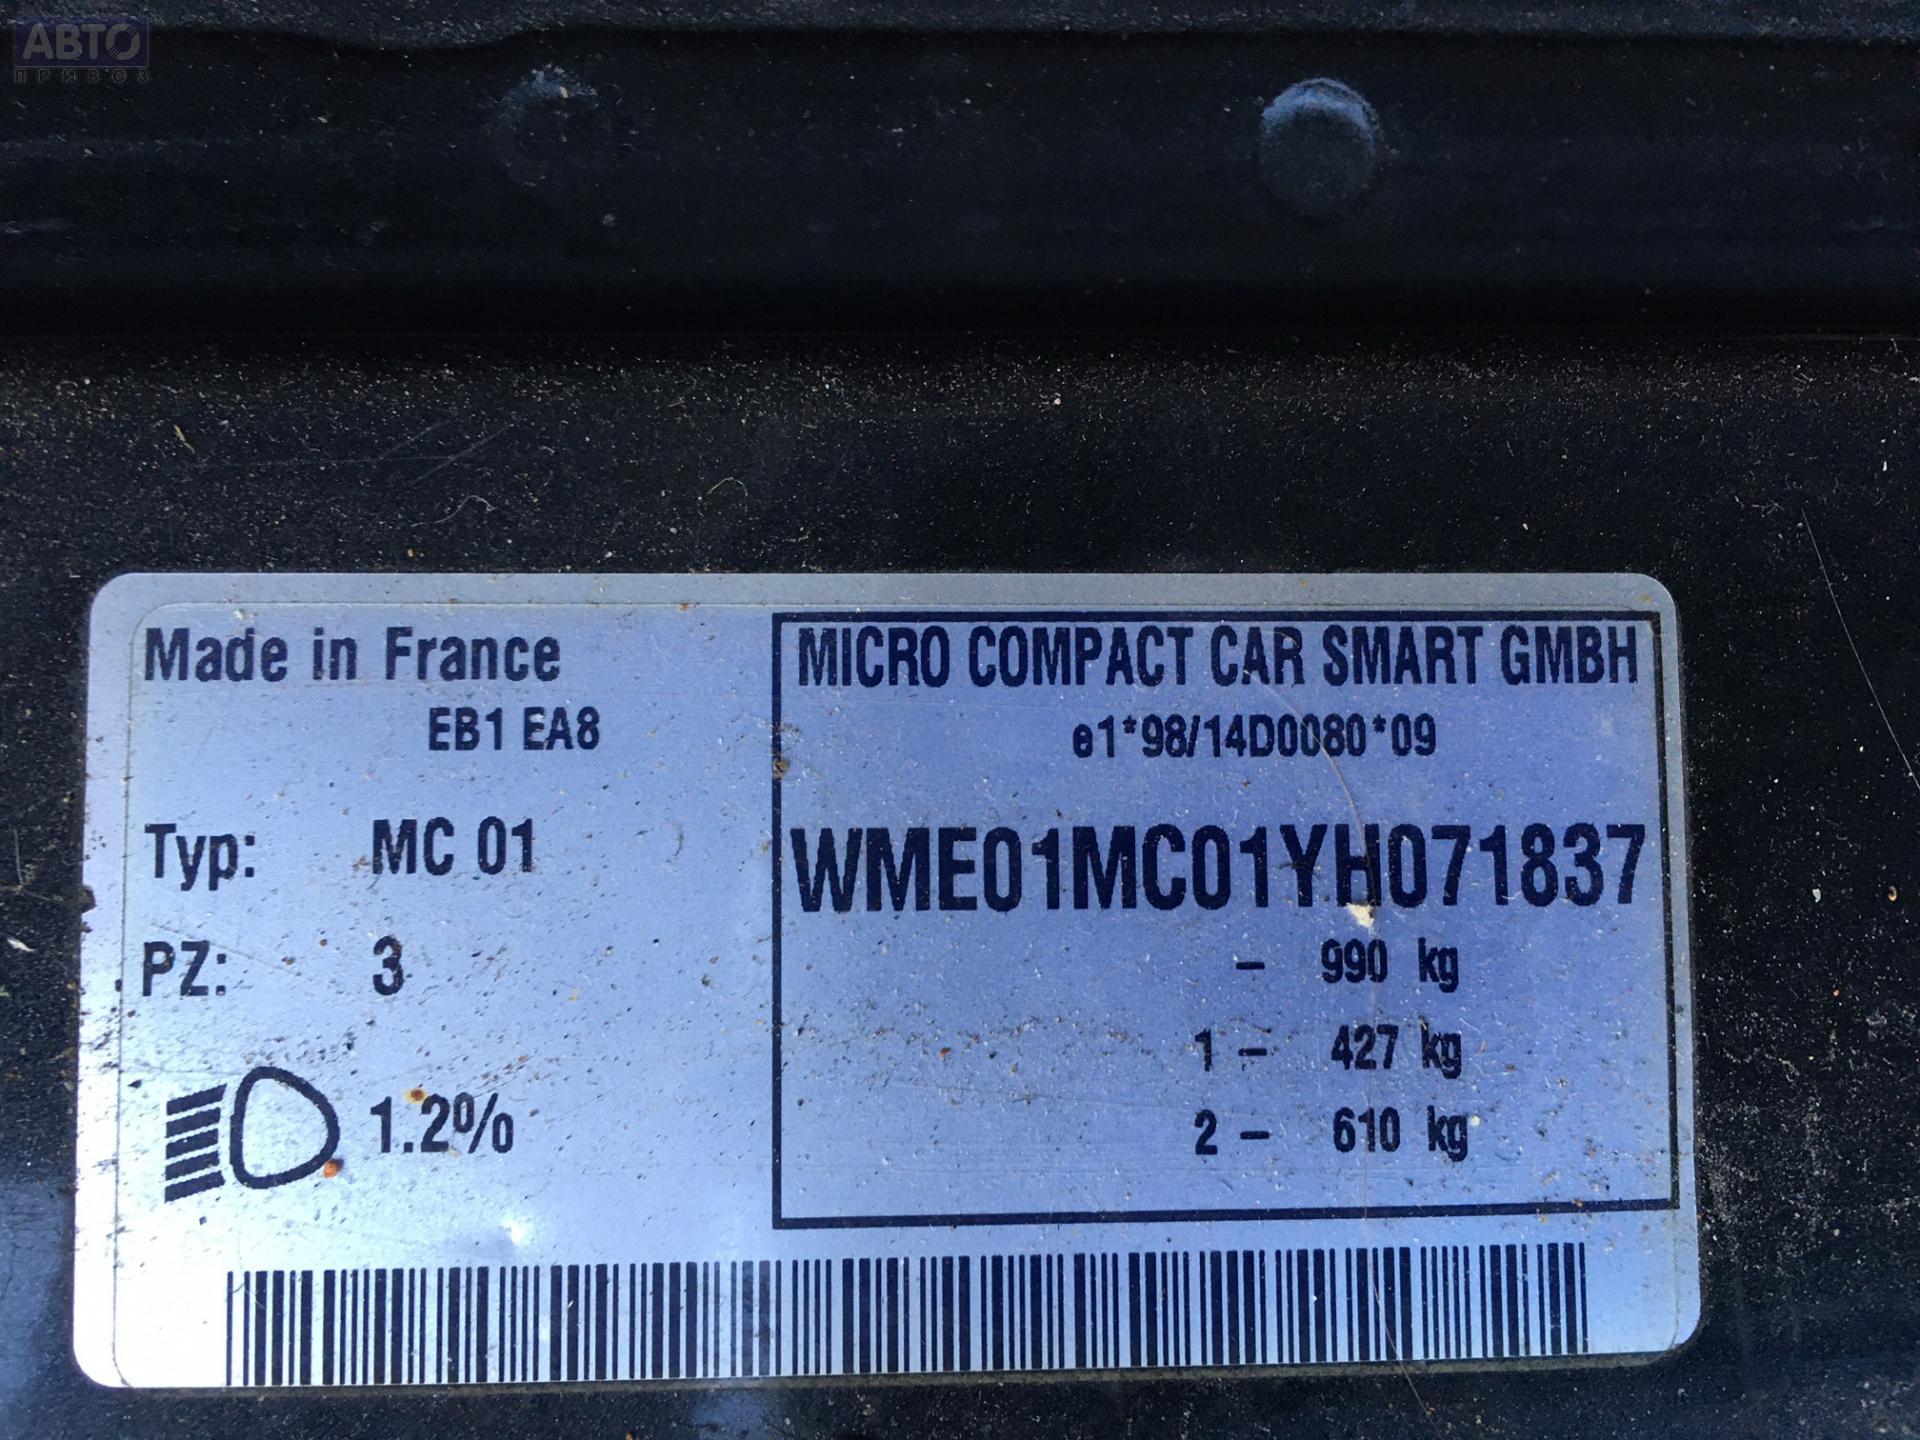 АВТО
ПРИВОЗ
Made in France
EB1 EA8
Typ: MC 01
PZ: 3
1.2%
MICRO COMPACT CAR SMART GMBH
e1*98/14D0080*09
WME01MC01YH071837
– 990 kg
1 – 427 kg
2 – 610 kg